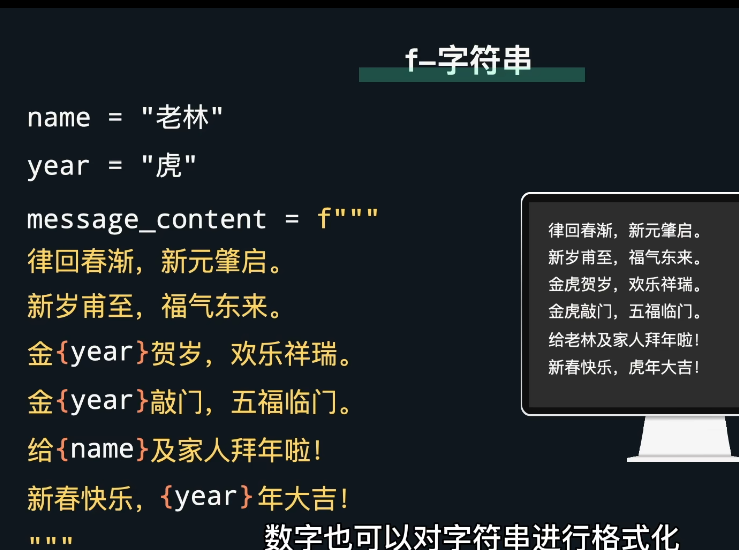 f-字符串
name = "老林"
year = "虎"
message_content = f"""
律回春渐，新元肇启。
新岁甫至，福气东来。
金{year}贺岁，欢乐祥瑞。
金{year}敲门，五福临门。
给{name}及家人拜年啦！
新春快乐，{year}年大吉！
"""
律回春渐，新元肇启。
新岁甫至，福气东来。
金虎贺岁，欢乐祥瑞。
金虎敲门，五福临门。
给老林及家人拜年啦！
新春快乐，虎年大吉！
数字也可以对字符串进行格式化